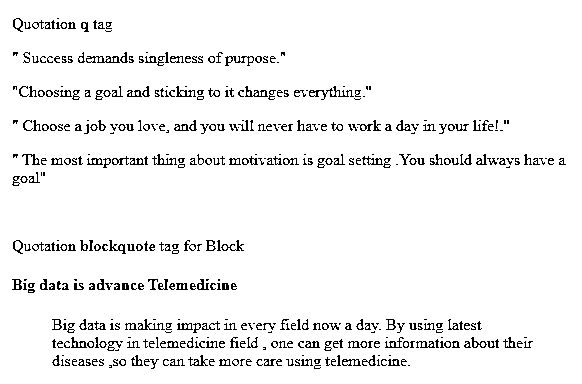 Quotation q tag
" Success demands singleness of purpose."
"Choosing a goal and sticking to it changes everything."
" Choose a job you love, and you will never have to work a day in your life!."
" The most important thing about motivation is goal setting .You should always have a
goal"
Quotation blockquote tag for Block
Big data is advance Telemedicine
Big data is making impact in every field now a day. By using latest
technology in telemedicine field , one can get more information about their
diseases ,so they can take more care using telemedicine.